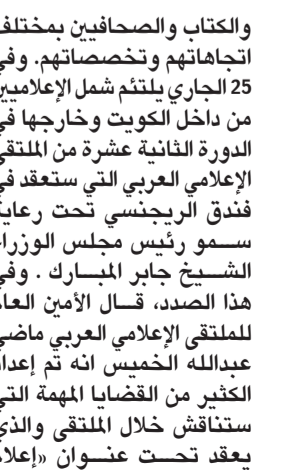 والكتاب والصحافيين بمختلف
اتجاهاتهم وتخصصاتهم. وفي
25 الجاري يلتئم شمل الإعلاميين
من داخل الكويت وخارجها في
الدورة الثانية عشرة من الملتقى
الإعلامي العربي التي ستعقد في
فندق الريجنسي تحت رعاية
سمو رئيس مجلس الوزراء
الشيخ جابر المبارك . وفي
هذا الصدد، قال الأمين العام
للملتقى الإعلامي العربي ماضي
عبدالله الخميس انه تم إعداد
الكثير من القضايا المهمة التي
ستناقش خلال الملتقى والذي
يعقد تحت عنوان «إعلام